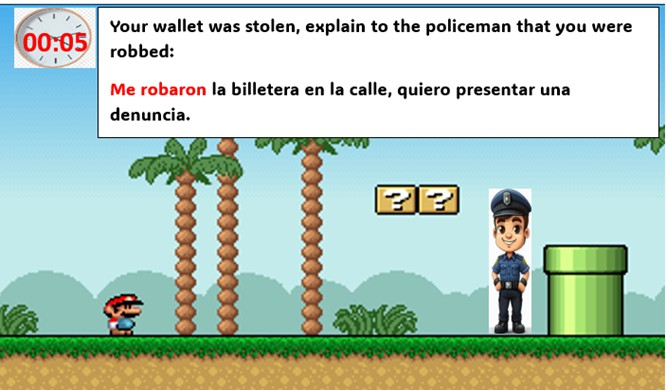 00:05
Your wallet was stolen, explain to the policeman that you were
robbed:
Me robaron la billetera en la calle, quiero presentar una
denuncia.
? ?